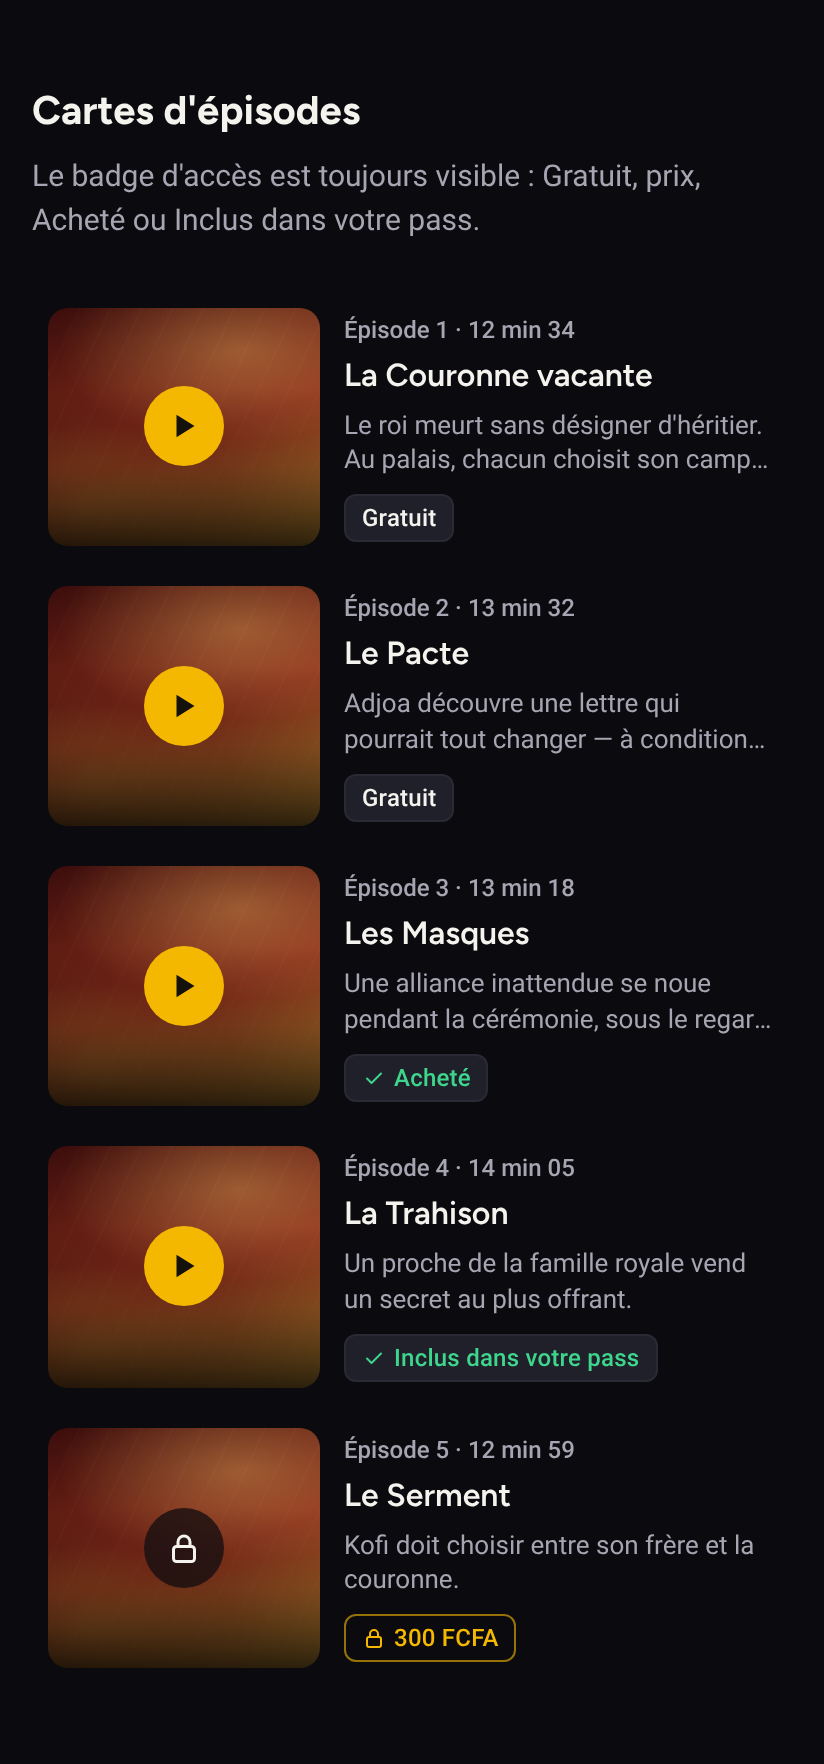 Cartes d'épisodes
Le badge d'accès est toujours visible : Gratuit, prix,
Acheté ou Inclus dans votre pass.
Épisode 1 · 12 min 34
La Couronne vacante
Le roi meurt sans désigner d'héritier.
Au palais, chacun choisit son camp…
Gratuit
Épisode 2 · 13 min 32
Le Pacte
Adjoa découvre une lettre qui
pourrait tout changer — à condition…
Gratuit
Épisode 3 · 13 min 18
Les Masques
Une alliance inattendue se noue
pendant la cérémonie, sous le regar…
Acheté
Épisode 4 · 14 min 05
La Trahison
Un proche de la famille royale vend
un secret au plus offrant.
Inclus dans votre pass
Épisode 5 · 12 min 59
Le Serment
Kofi doit choisir entre son frère et la
couronne.
300 FCFA